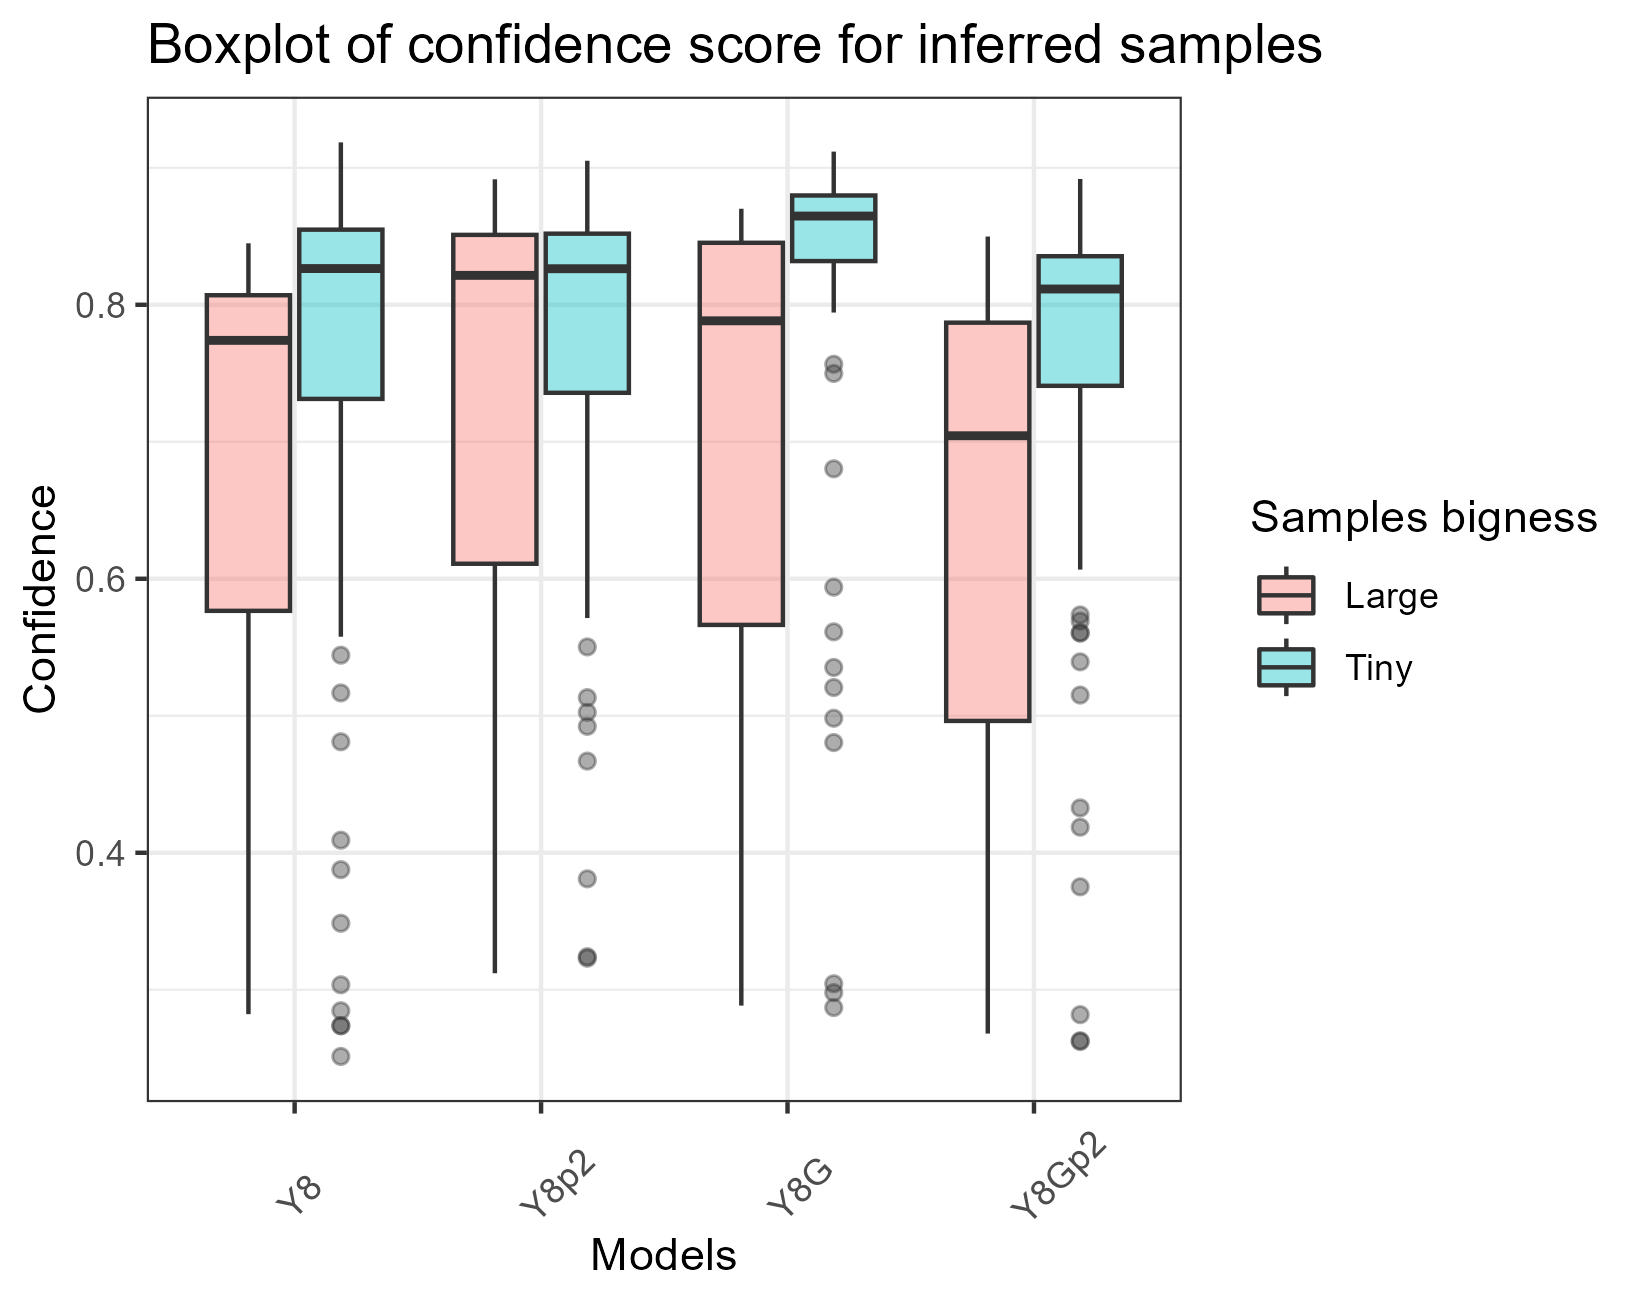 Boxplot of confidence score for inferred samples
Confidence
0.8
0.6
0.4
Y8
Y8p2
Y8G
Y8Gp2
Models
Samples bigness
Large
Tiny